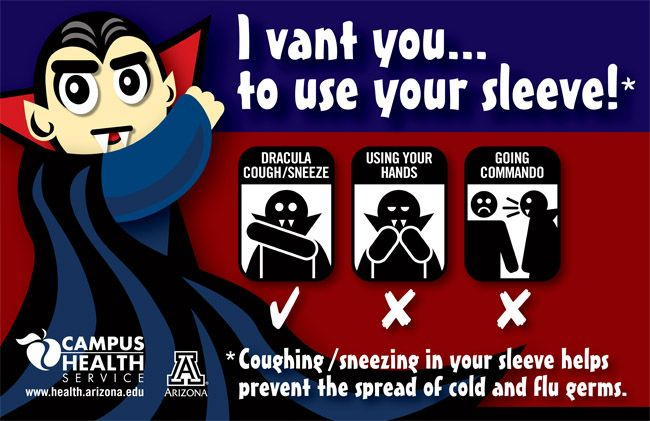 I vant you...
to use your sleeve!*
DRACULA
COUGH/SNEEZE
USING YOUR
HANDS
GOING
COMMANDO
*Coughing/sneezing in your sleeve helps
prevent the spread of cold and flu germs.
CAMPUS
HEALTH
SERVICE
www.health.arizona.edu
A
ARIZONA